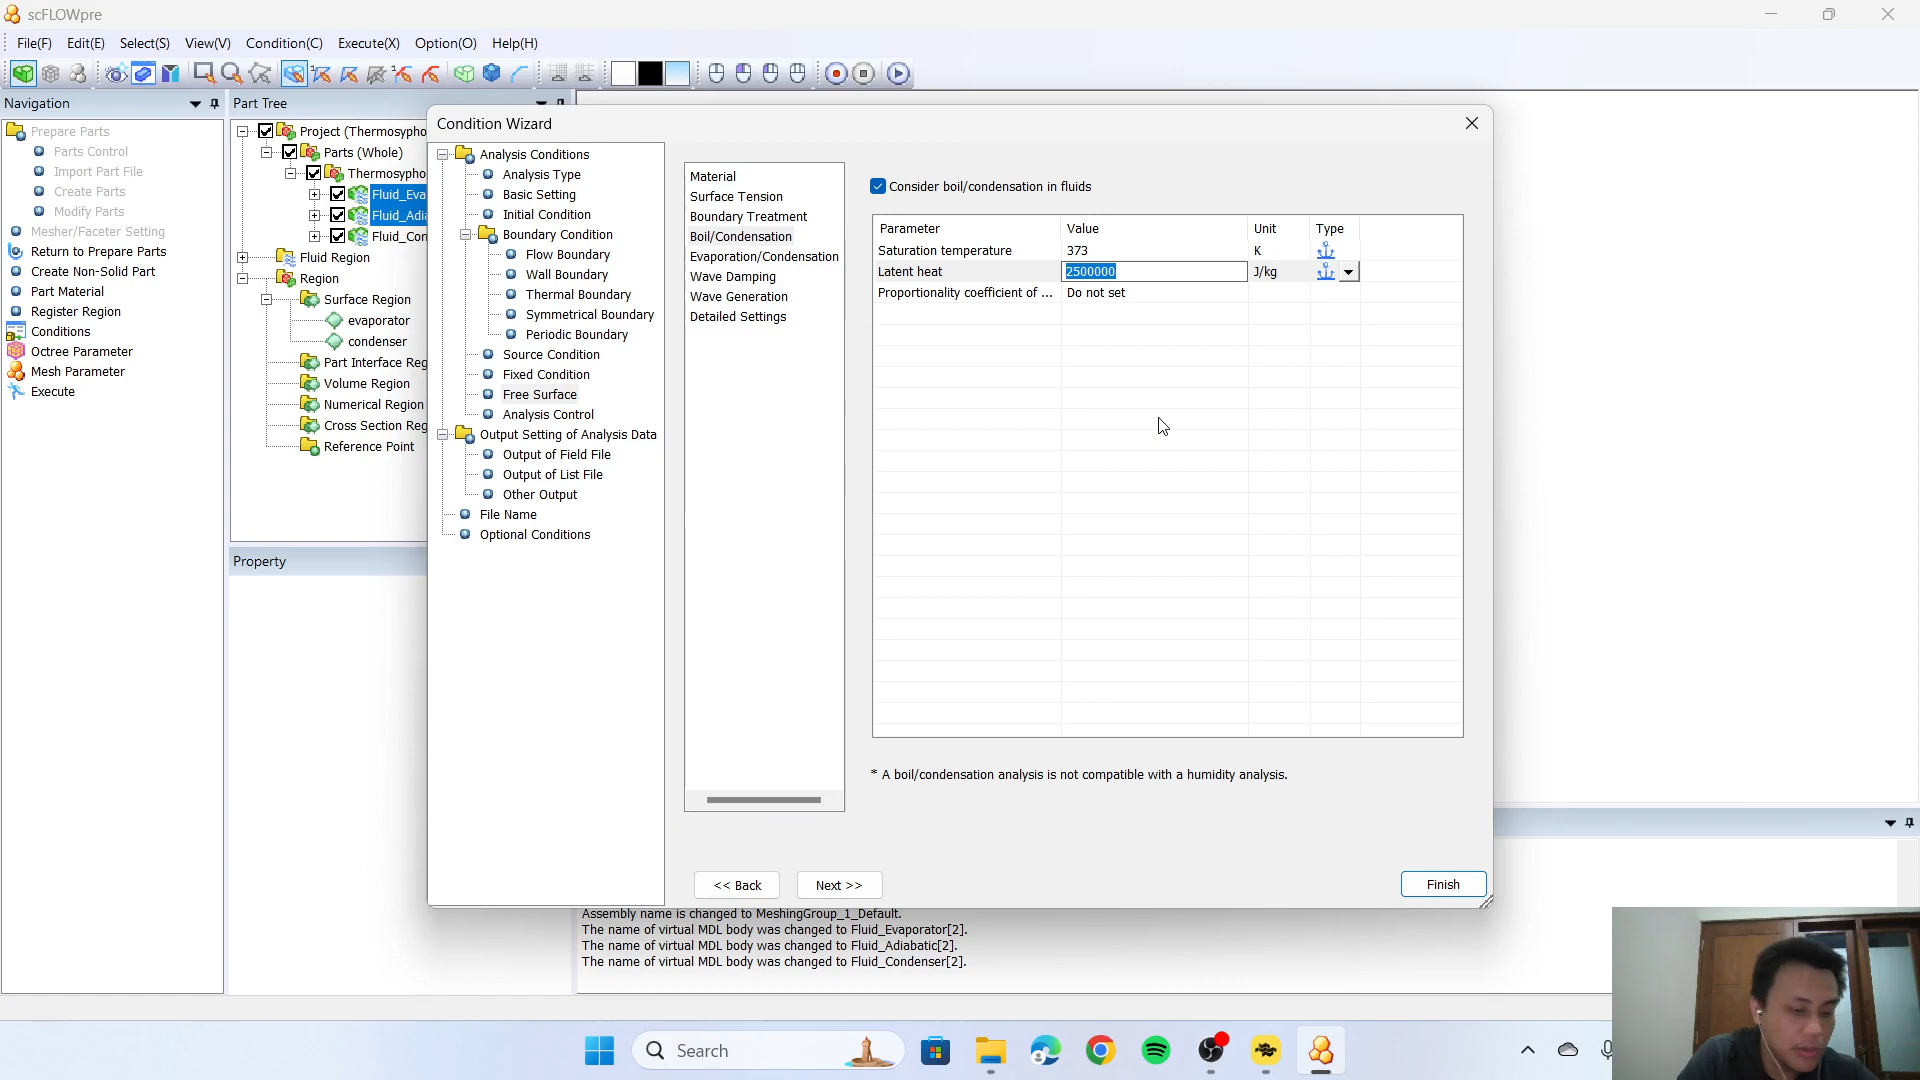 scFLOWpre
File(F) Edit(E) Select(S) View(V) Condition(C) Execute(X) Option(O) Help(H)
Navigation
Prepare Parts
Parts Control
Import Part File
Create Parts
Modify Parts
Mesher/Faceter Setting
Return to Prepare Parts
Create Non-Solid Part
Part Material
Register Region
Conditions
Octree Parameter
Mesh Parameter
Execute
Part Tree
Project (Thermosypho
Parts (Whole)
Thermosypho
Fluid_Eva
Fluid_Adia
Fluid_Con
Fluid Region
Region
Surface Region
evaporator
condenser
Part Interface Reg
Volume Region
Numerical Region
Cross Section Reg
Reference Point
Property
Condition Wizard
Analysis Conditions
Analysis Type
Basic Setting
Initial Condition
Boundary Condition
Flow Boundary
Wall Boundary
Thermal Boundary
Symmetrical Boundary
Periodic Boundary
Source Condition
Fixed Condition
Free Surface
Analysis Control
Output Setting of Analysis Data
Output of Field File
Output of List File
Other Output
File Name
Optional Conditions
Material
Surface Tension
Boundary Treatment
Boil/Condensation
Evaporation/Condensation
Wave Damping
Wave Generation
Detailed Settings
Consider boil/condensation in fluids
Parameter Value Unit Type
Saturation temperature 373 K
Latent heat 2500000 J/kg
Proportionality coefficient of ... Do not set
* A boil/condensation analysis is not compatible with a humidity analysis.
<< Back Next >> Finish
Assembly name is changed to MeshingGroup_1_Default.
The name of virtual MDL body was changed to Fluid_Evaporator[2].
The name of virtual MDL body was changed to Fluid_Adiabatic[2].
The name of virtual MDL body was changed to Fluid_Condenser[2].
Search